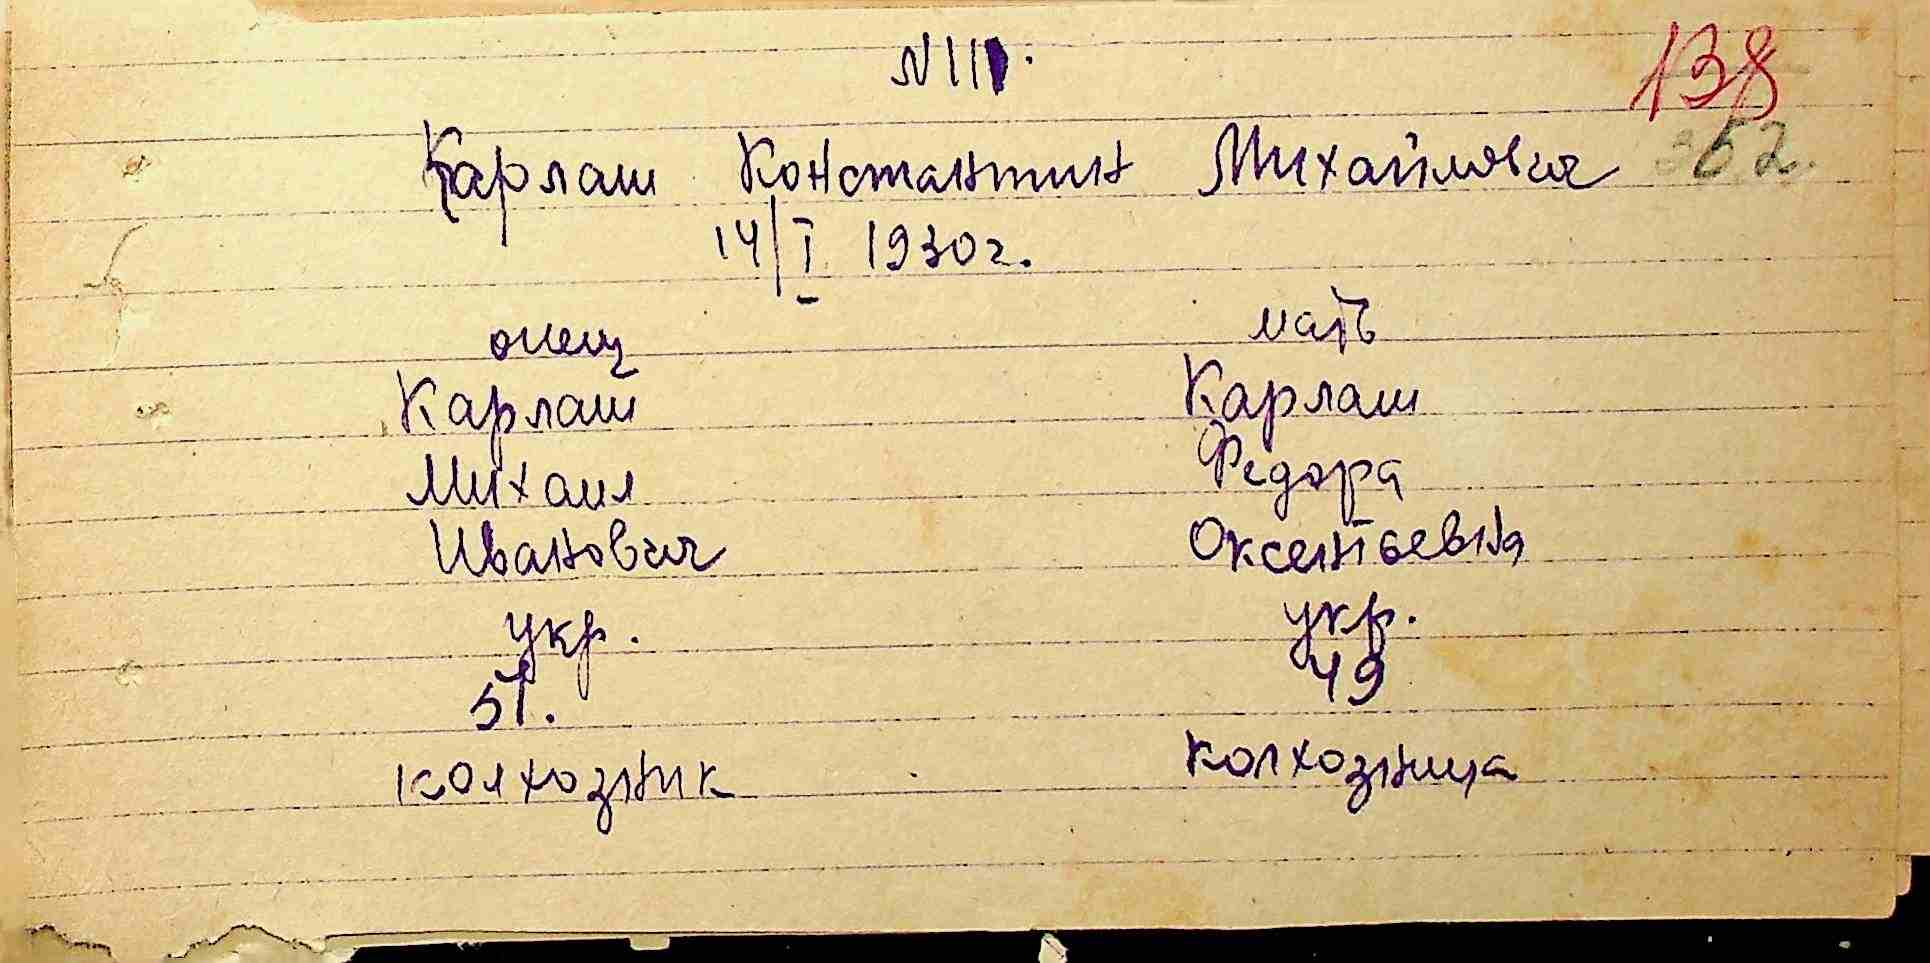 N 111.
138
352.
Карлаш Константин Михайлович
14/I 1930г.
отец
Карлаш
Михаил
Иванович
укр.
51.
колхозник
мать
Карлаш
Федора
Оксентьевна
укр.
49
колхозница